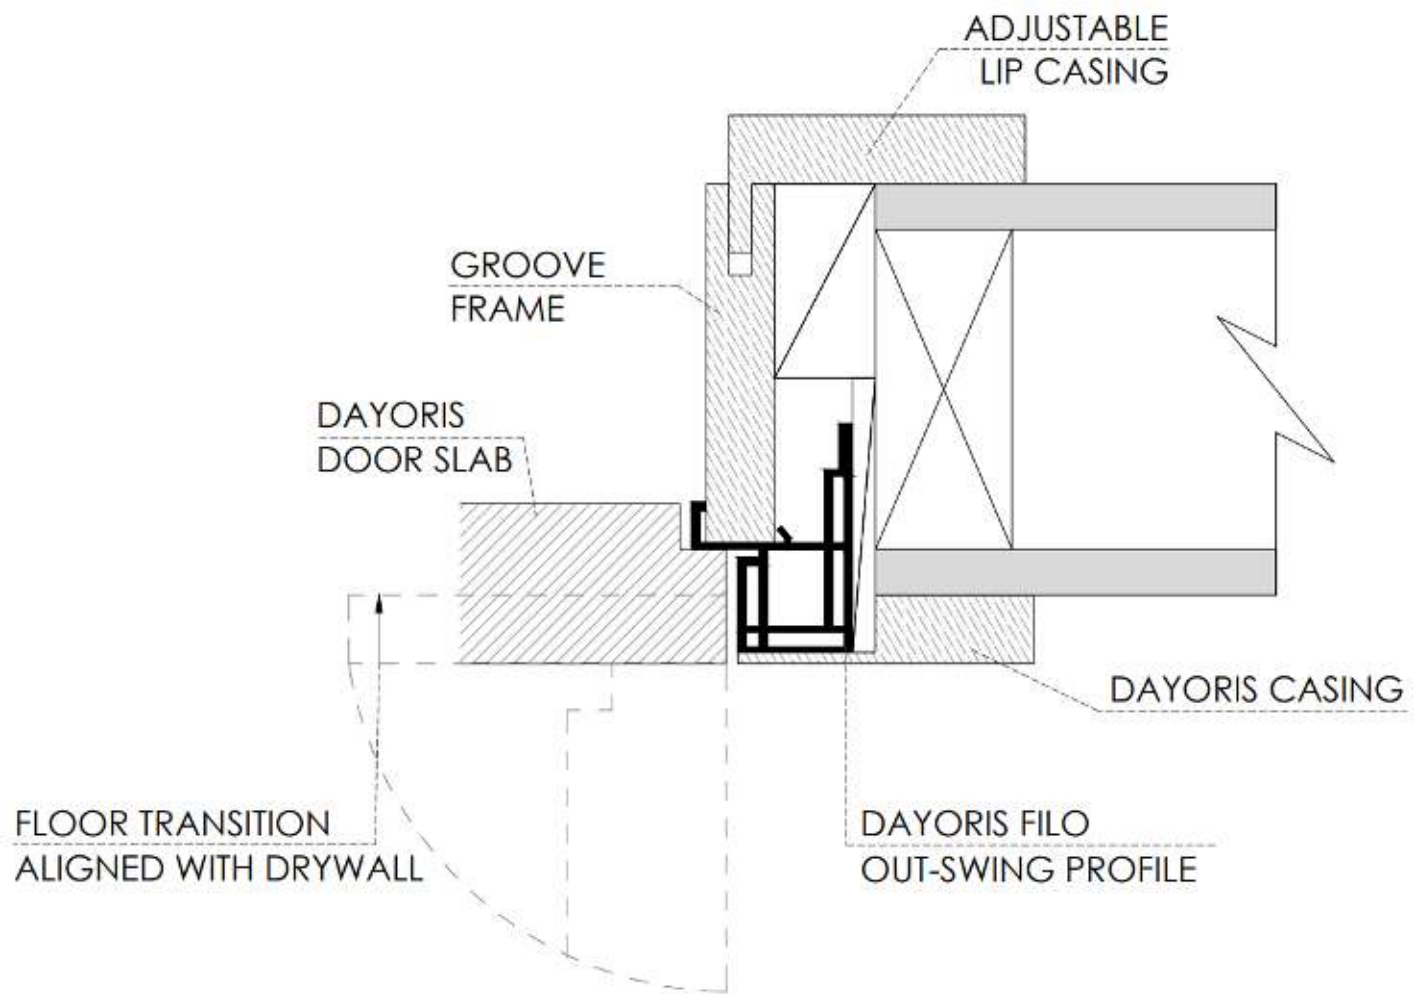 ADJUSTABLE
LIP CASING
GROOVE
FRAME
DAYORIS
DOOR SLAB
DAYORIS CASING
FLOOR TRANSITION
ALIGNED WITH DRYWALL
DAYORIS FILO
OUT-SWING PROFILE